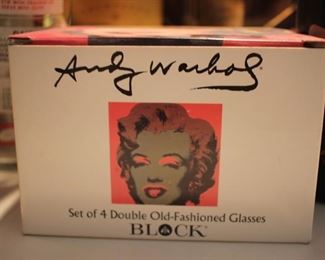 Andy Warhol
Set of 4 Double Old-Fashioned Glasses
BLOCK®